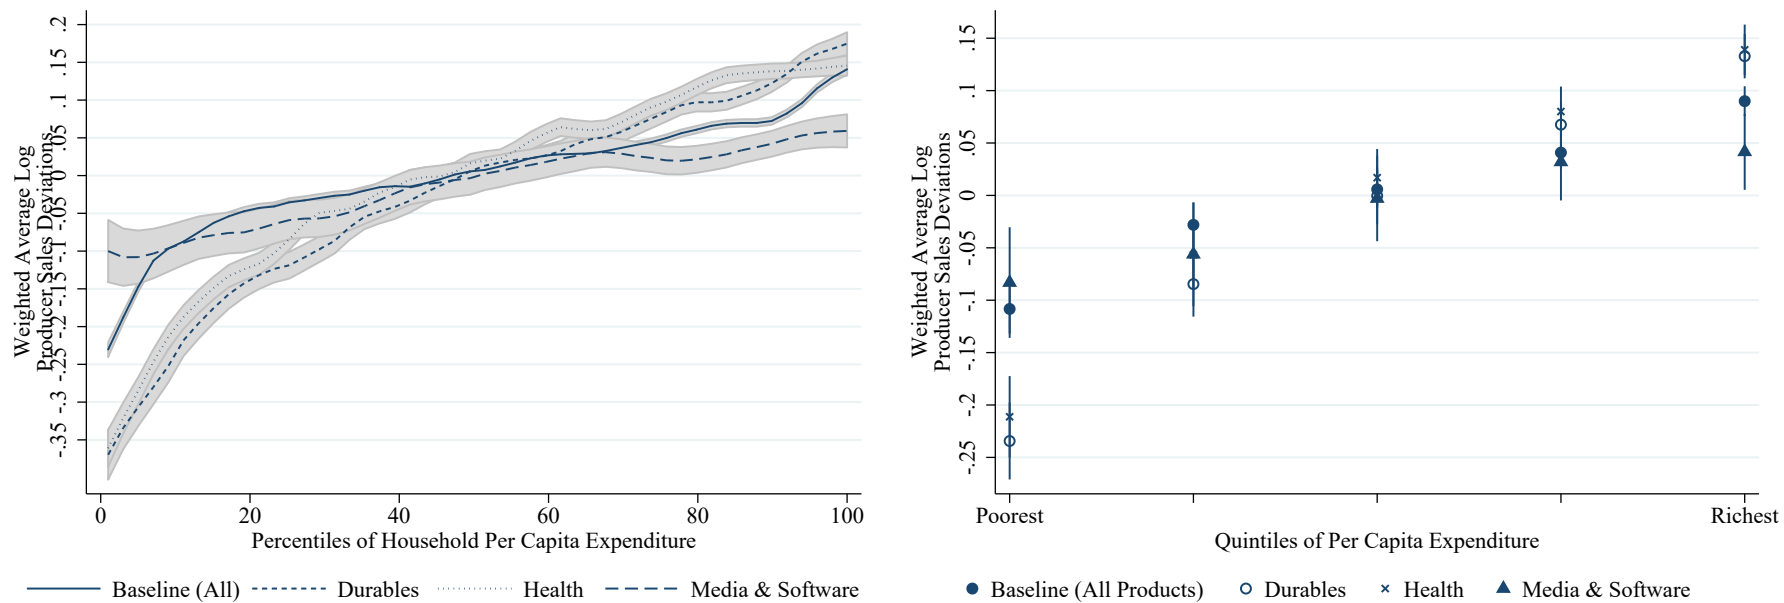 Weighted Average Log
Producer Sales Deviations
.2
.15
.1
.05
0
-.05
-.1
-.15
-.2
-.25
-.3
-.35
0 20 40 60 80 100
Percentiles of Household Per Capita Expenditure
Baseline (All) Durables Health Media & Software
Weighted Average Log
Producer Sales Deviations
.15
.1
.05
0
-.05
-.1
-.15
-.2
-.25
Poorest Richest
Quintiles of Per Capita Expenditure
Baseline (All Products) Durables Health Media & Software